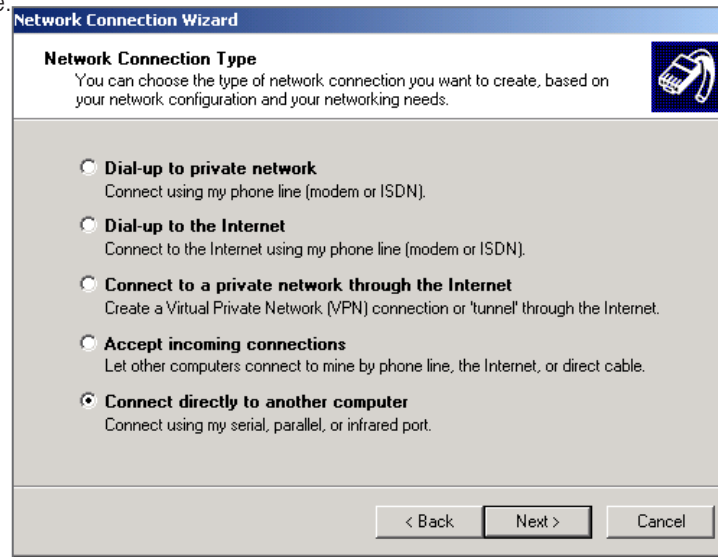 e.
Network Connection Wizard
Network Connection Type
You can choose the type of network connection you want to create, based on
your network configuration and your networking needs.
Dial-up to private network
Connect using my phone line (modem or ISDN).
Dial-up to the Internet
Connect to the Internet using my phone line (modem or ISDN).
Connect to a private network through the Internet
Create a Virtual Private Network (VPN) connection or 'tunnel' through the Internet.
Accept incoming connections
Let other computers connect to mine by phone line, the Internet, or direct cable.
Connect directly to another computer
Connect using my serial, parallel, or infrared port.
< Back Next > Cancel